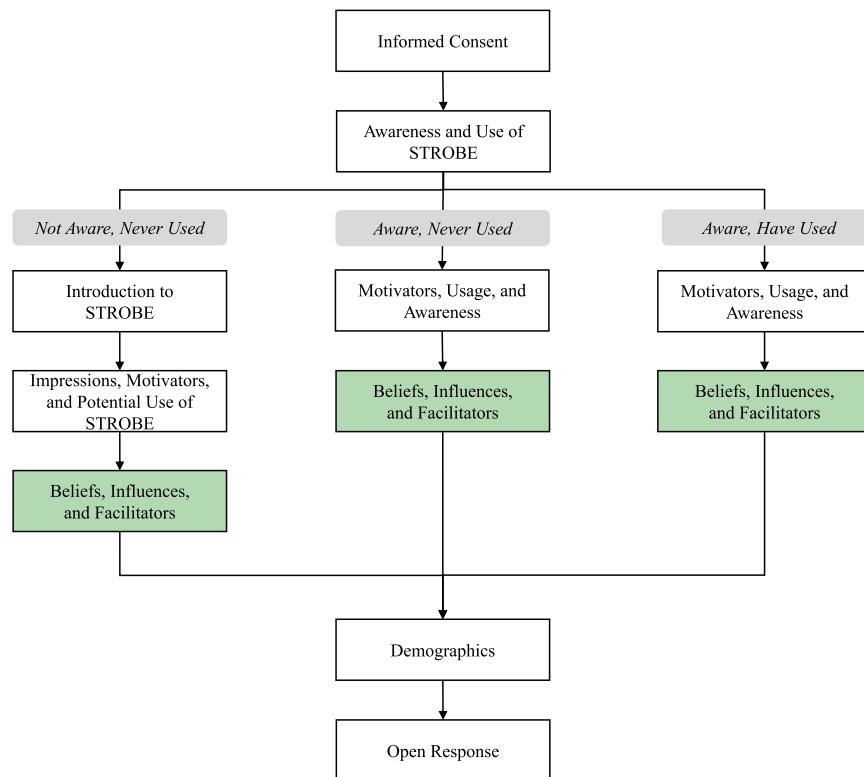 Informed Consent
Awareness and Use of
STROBE
Not Aware, Never Used
Aware, Never Used
Aware, Have Used
Introduction to
STROBE
Motivators, Usage, and
Awareness
Motivators, Usage, and
Awareness
Impressions, Motivators,
and Potential Use of
STROBE
Beliefs, Influences,
and Facilitators
Beliefs, Influences,
and Facilitators
Beliefs, Influences,
and Facilitators
Demographics
Open Response